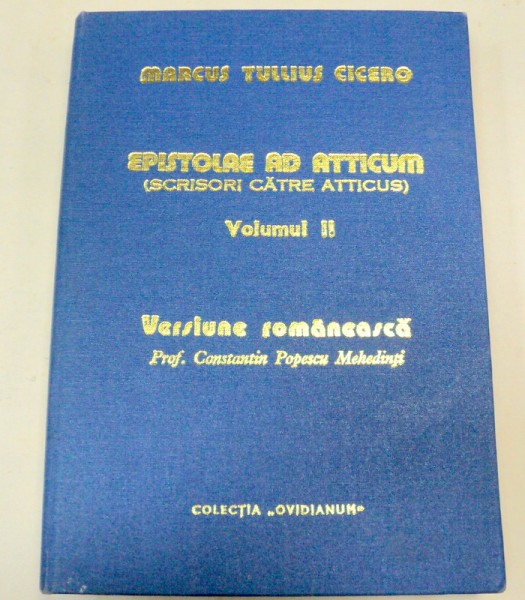 MARCUS TULLIUS CICERO
EPISTOLAE AD ATTICUM
(SCRISORI CĂTRE ATTICUS)
Volumul II
Versiune românească
Prof. Constantin Popescu Mehedinți
COLECȚIA „OVIDIANUM"